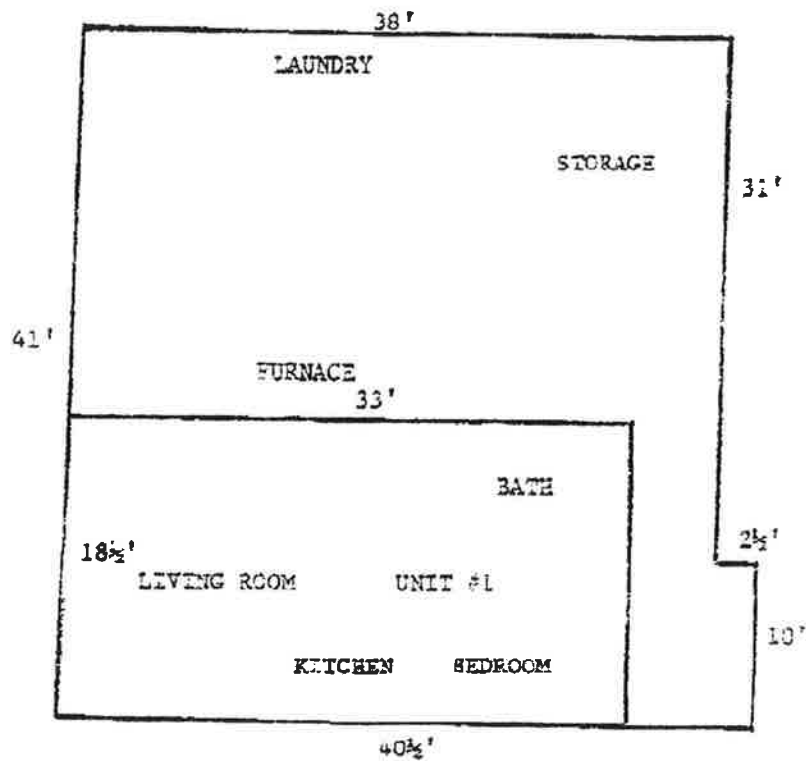 38'
LAUNDRY
STORAGE
31'
41'
FURNACE
33'
BATH
18½'
2½'
LIVING ROOM UNIT #1
10'
KITCHEN BEDROOM
40½'